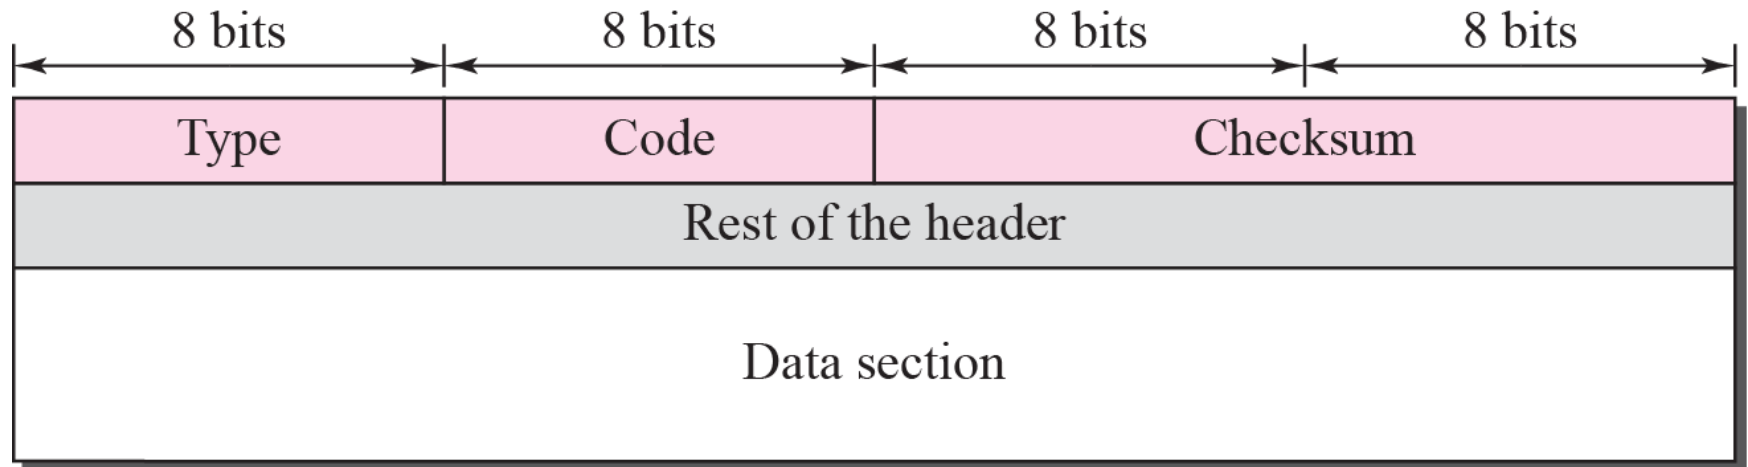 8 bits 8 bits 8 bits 8 bits
Type Code Checksum
Rest of the header
Data section